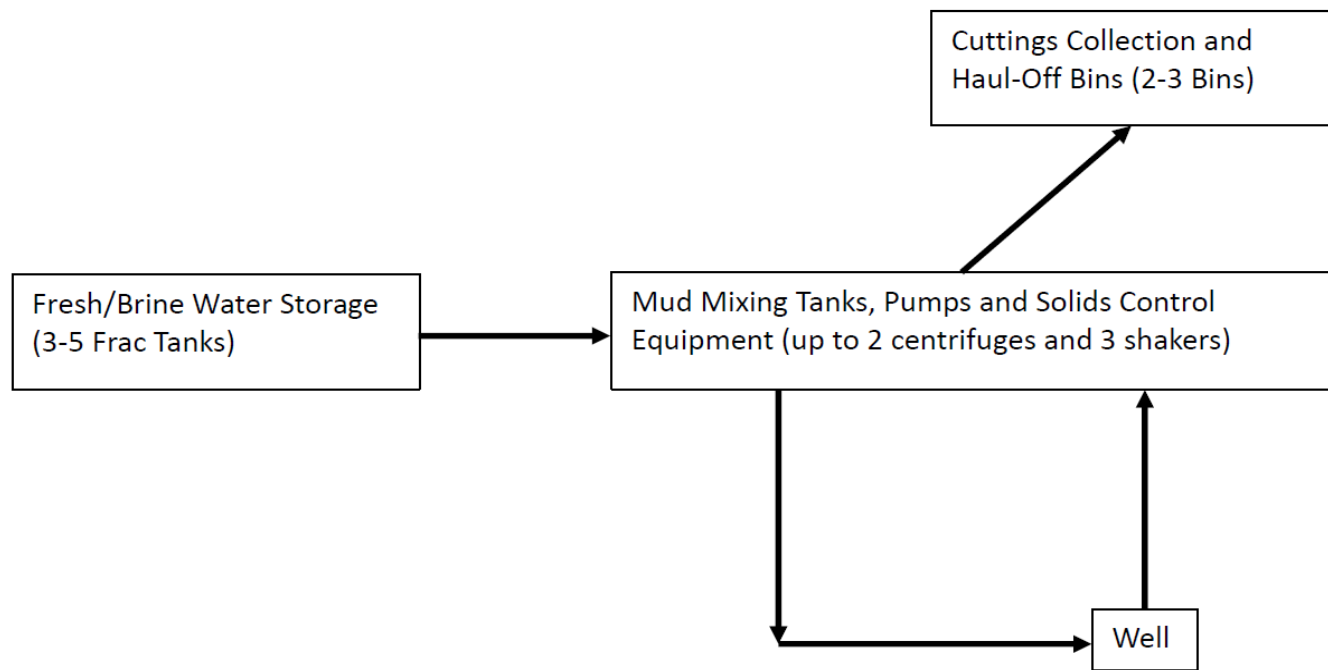 Cuttings Collection and
Haul-Off Bins (2-3 Bins)
Fresh/Brine Water Storage
(3-5 Frac Tanks)
Mud Mixing Tanks, Pumps and Solids Control
Equipment (up to 2 centrifuges and 3 shakers)
Well